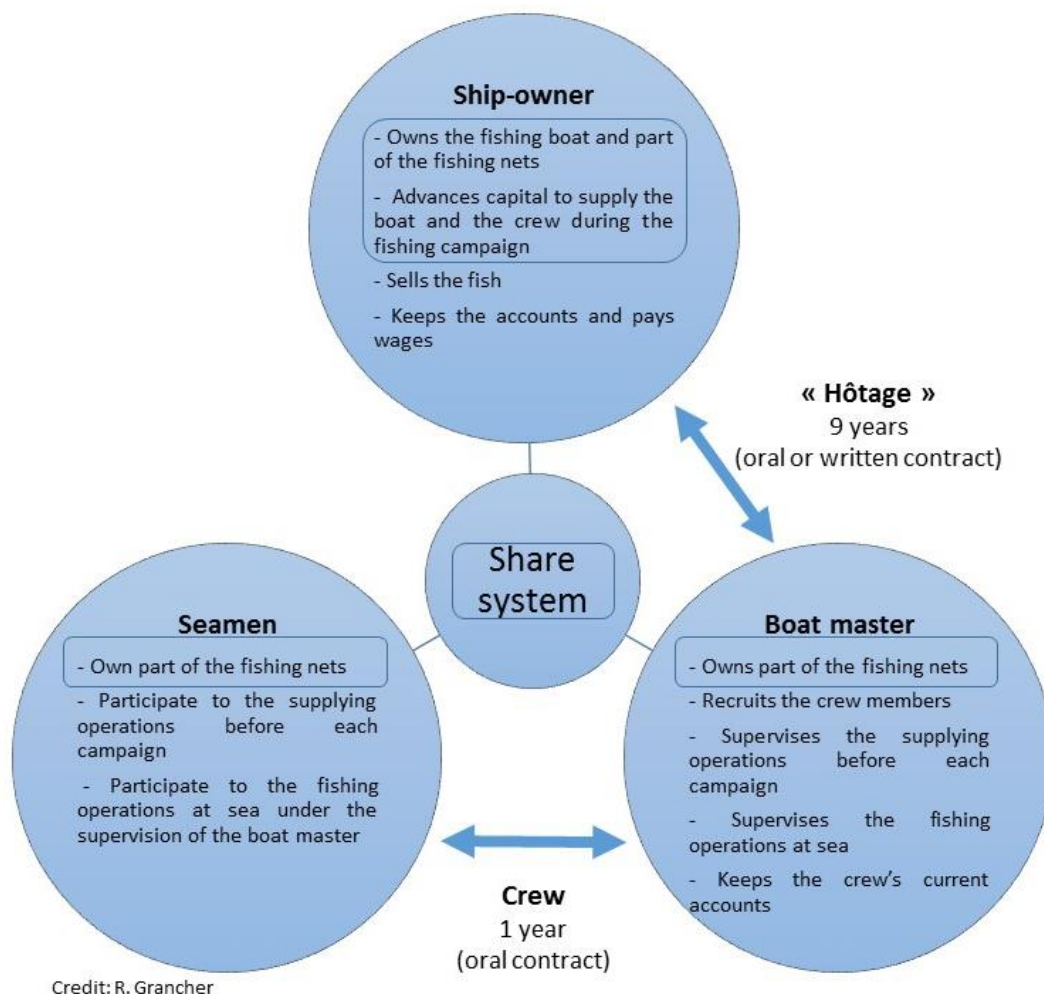 Ship-owner
- Owns the fishing boat and part
of the fishing nets
- Advances capital to supply the
boat and the crew during the
fishing campaign
- Sells the fish
- Keeps the accounts and pays
wages
« Hôtage »
9 years
(oral or written contract)
Share
system
Seamen
- Own part of the fishing nets
- Participate to the supplying
operations before each
campaign
- Participate to the fishing
operations at sea under the
supervision of the boat master
Boat master
- Owns part of the fishing nets
- Recruits the crew members
- Supervises the supplying
operations before each
campaign
- Supervises the fishing
operations at sea
- Keeps the crew's current
accounts
Crew
1 year
(oral contract)
Credit: R. Grancher